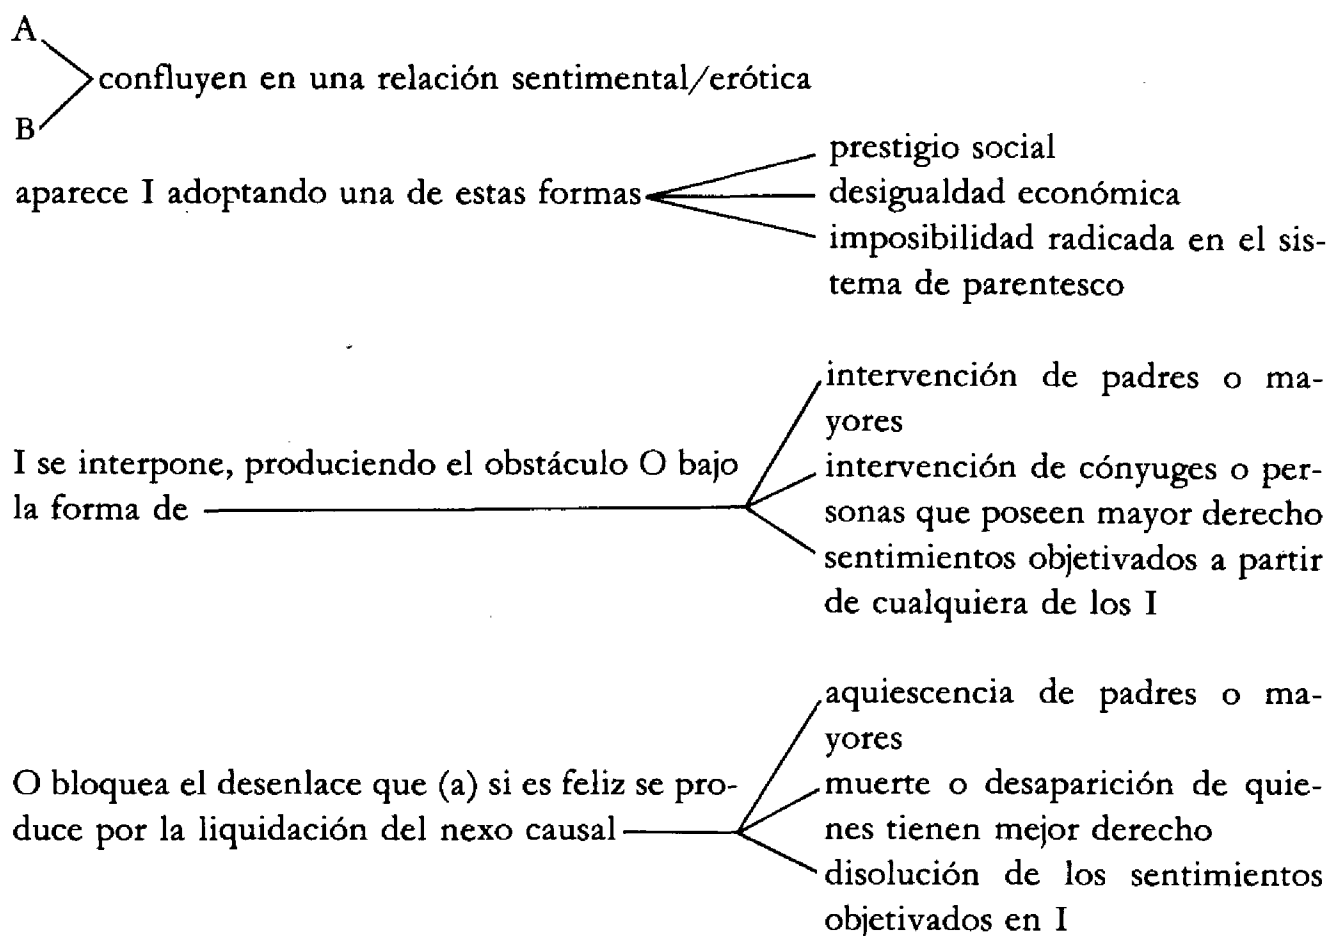 A
confluyen en una relación sentimental/erótica
B
aparece I adoptando una de estas formas
prestigio social
desigualdad económica
imposibilidad radicada en el sis-
tema de parentesco
I se interpone, produciendo el obstáculo O bajo
la forma de
intervención de padres o ma-
yores
intervención de cónyuges o per-
sonas que poseen mayor derecho
sentimientos objetivados a partir
de cualquiera de los I
O bloquea el desenlace que (a) si es feliz se pro-
duce por la liquidación del nexo causal
aquiescencia de padres o ma-
yores
muerte o desaparición de quie-
nes tienen mejor derecho
disolución de los sentimientos
objetivados en I